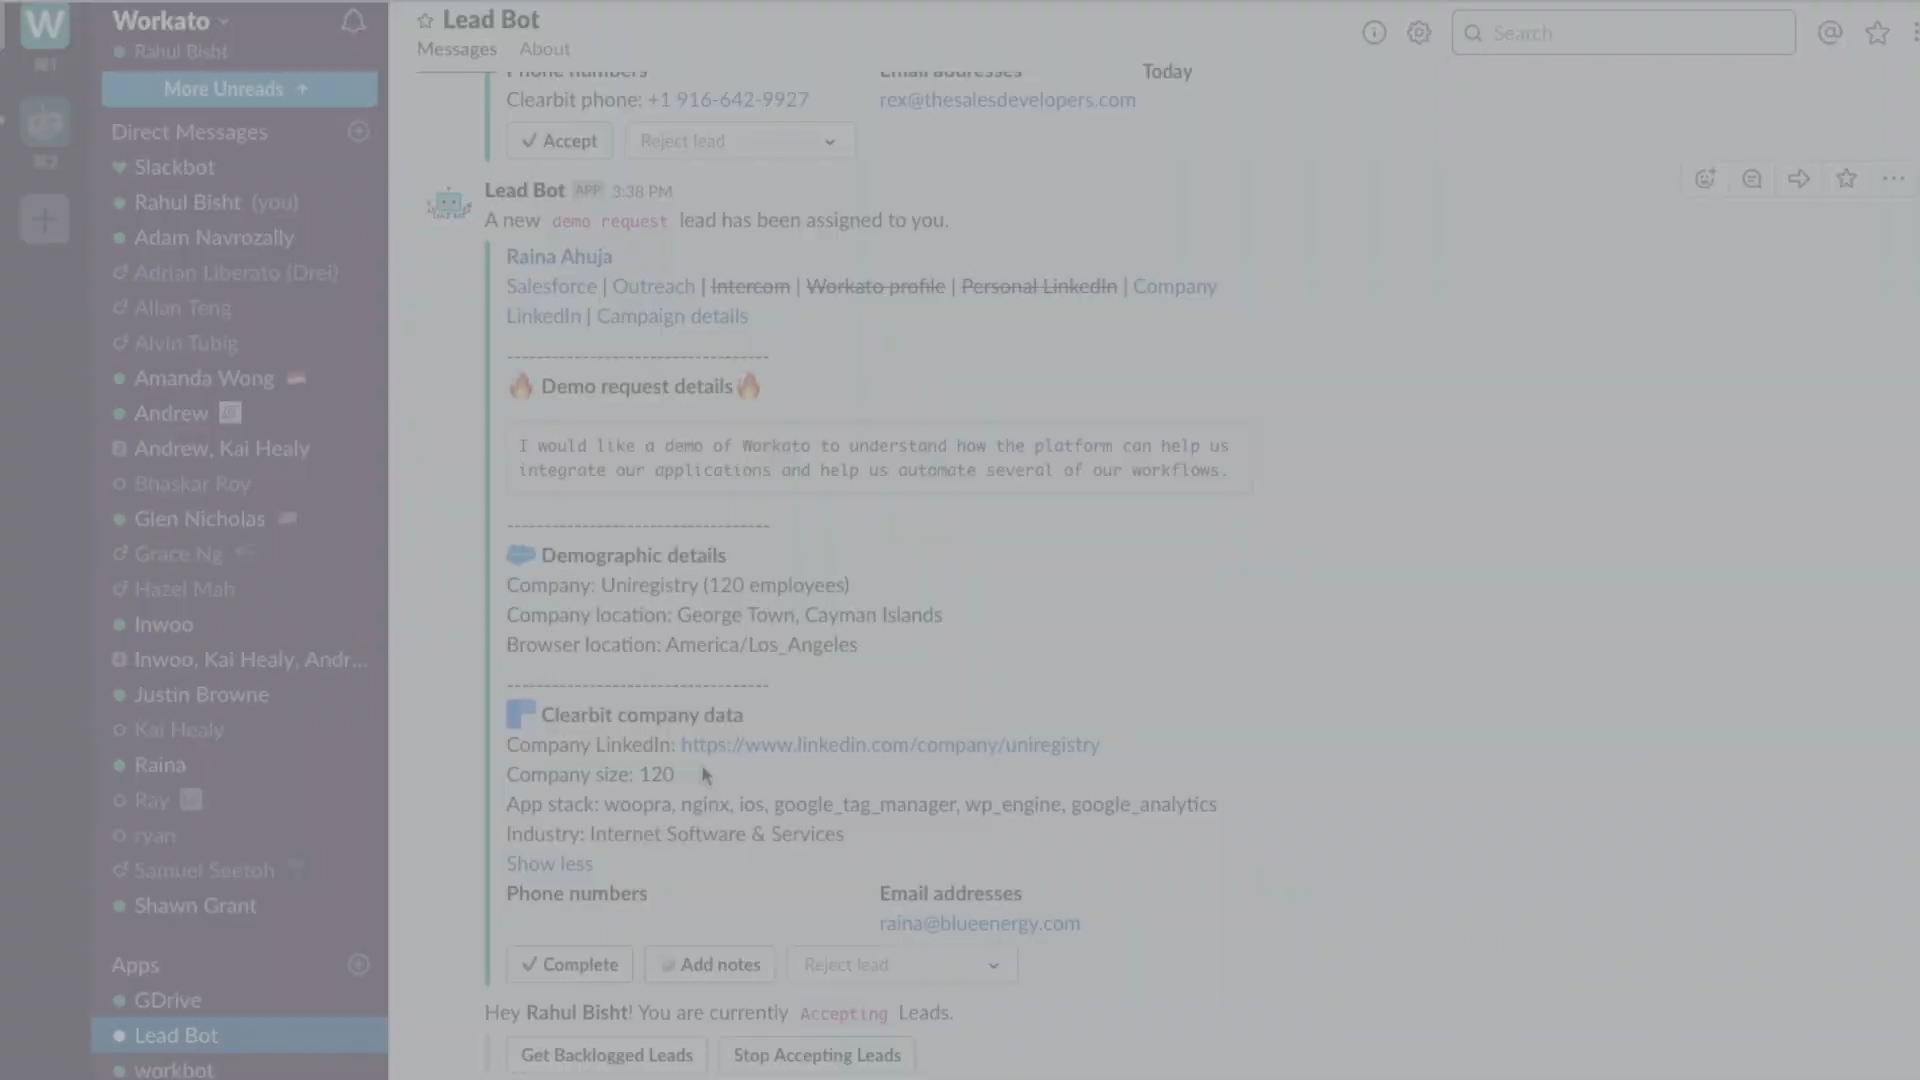 W
Workato
Rahul Bisht
⌘1
⌘2
More Unreads ↑
Direct Messages
Slackbot
Rahul Bisht (you)
Adam Navrozally
Adrian Liberato (Drei)
Allan Teng
Alvin Tubig
Amanda Wong
Andrew
Andrew, Kai Healy
Bhaskar Roy
Glen Nicholas
Grace Ng
Hazel Mah
Inwoo
Inwoo, Kai Healy, Andr...
Justin Browne
Kai Healy
Raina
Ray
ryan
Samuel Seetoh
Shawn Grant
Apps
GDrive
Lead Bot
workbot
Lead Bot
Messages About
Search
Today
Phone numbers Email addresses
Clearbit phone: +1 916-642-9927 rex@thesalesdevelopers.com
✓ Accept Reject lead
Lead Bot APP 3:38 PM
A new demo request lead has been assigned to you.
Raina Ahuja
Salesforce | Outreach | Intercom | Workato profile | Personal LinkedIn | Company
LinkedIn | Campaign details
-----------------------------------
Demo request details
I would like a demo of Workato to understand how the platform can help us
integrate our applications and help us automate several of our workflows.
-----------------------------------
Demographic details
Company: Uniregistry (120 employees)
Company location: George Town, Cayman Islands
Browser location: America/Los_Angeles
-----------------------------------
Clearbit company data
Company LinkedIn: https://www.linkedin.com/company/uniregistry
Company size: 120
App stack: woopra, nginx, ios, google_tag_manager, wp_engine, google_analytics
Industry: Internet Software & Services
Show less
Phone numbers Email addresses
raina@blueenergy.com
✓ Complete Add notes Reject lead
Hey Rahul Bisht! You are currently Accepting Leads.
Get Backlogged Leads Stop Accepting Leads